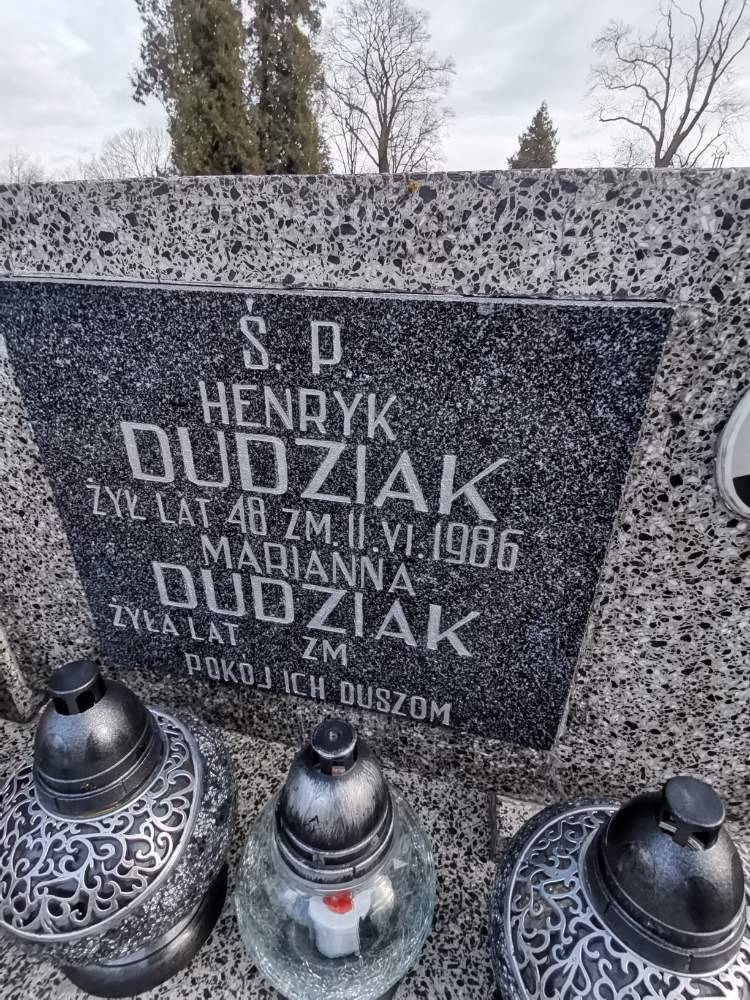 Ś. P.
HENRYK
DUDZIAK
ŻYŁ LAT 48 ZM. 11.VI.1986
MARIANNA
DUDZIAK
ŻYŁA LAT ZM
POKÓJ ICH DUSZOM